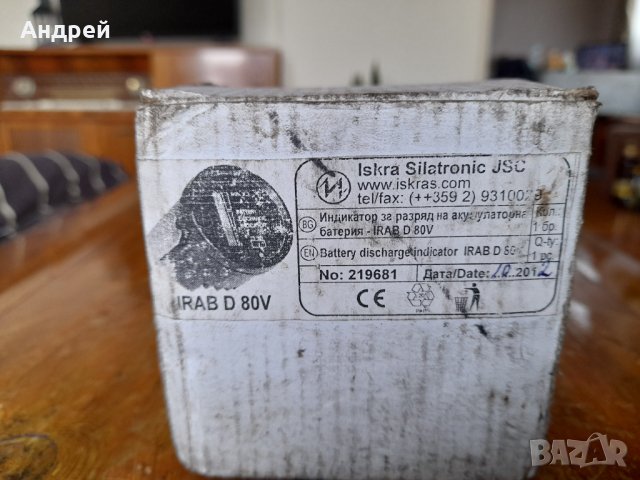 Андрей
Iskra Silatronic JSC
www.iskras.com
tel/fax: (++359 2) 9310029
BG Индикатор за разряд на акумулаторна Кол.:
батерия - IRAB D 80V 1 бр.
EN Battery discharge indicator IRAB D 80V Q-ty:
1 pc.
No: 219681 Дата/Date: 10..2012
CE
IRAB D 80V
BAZAR